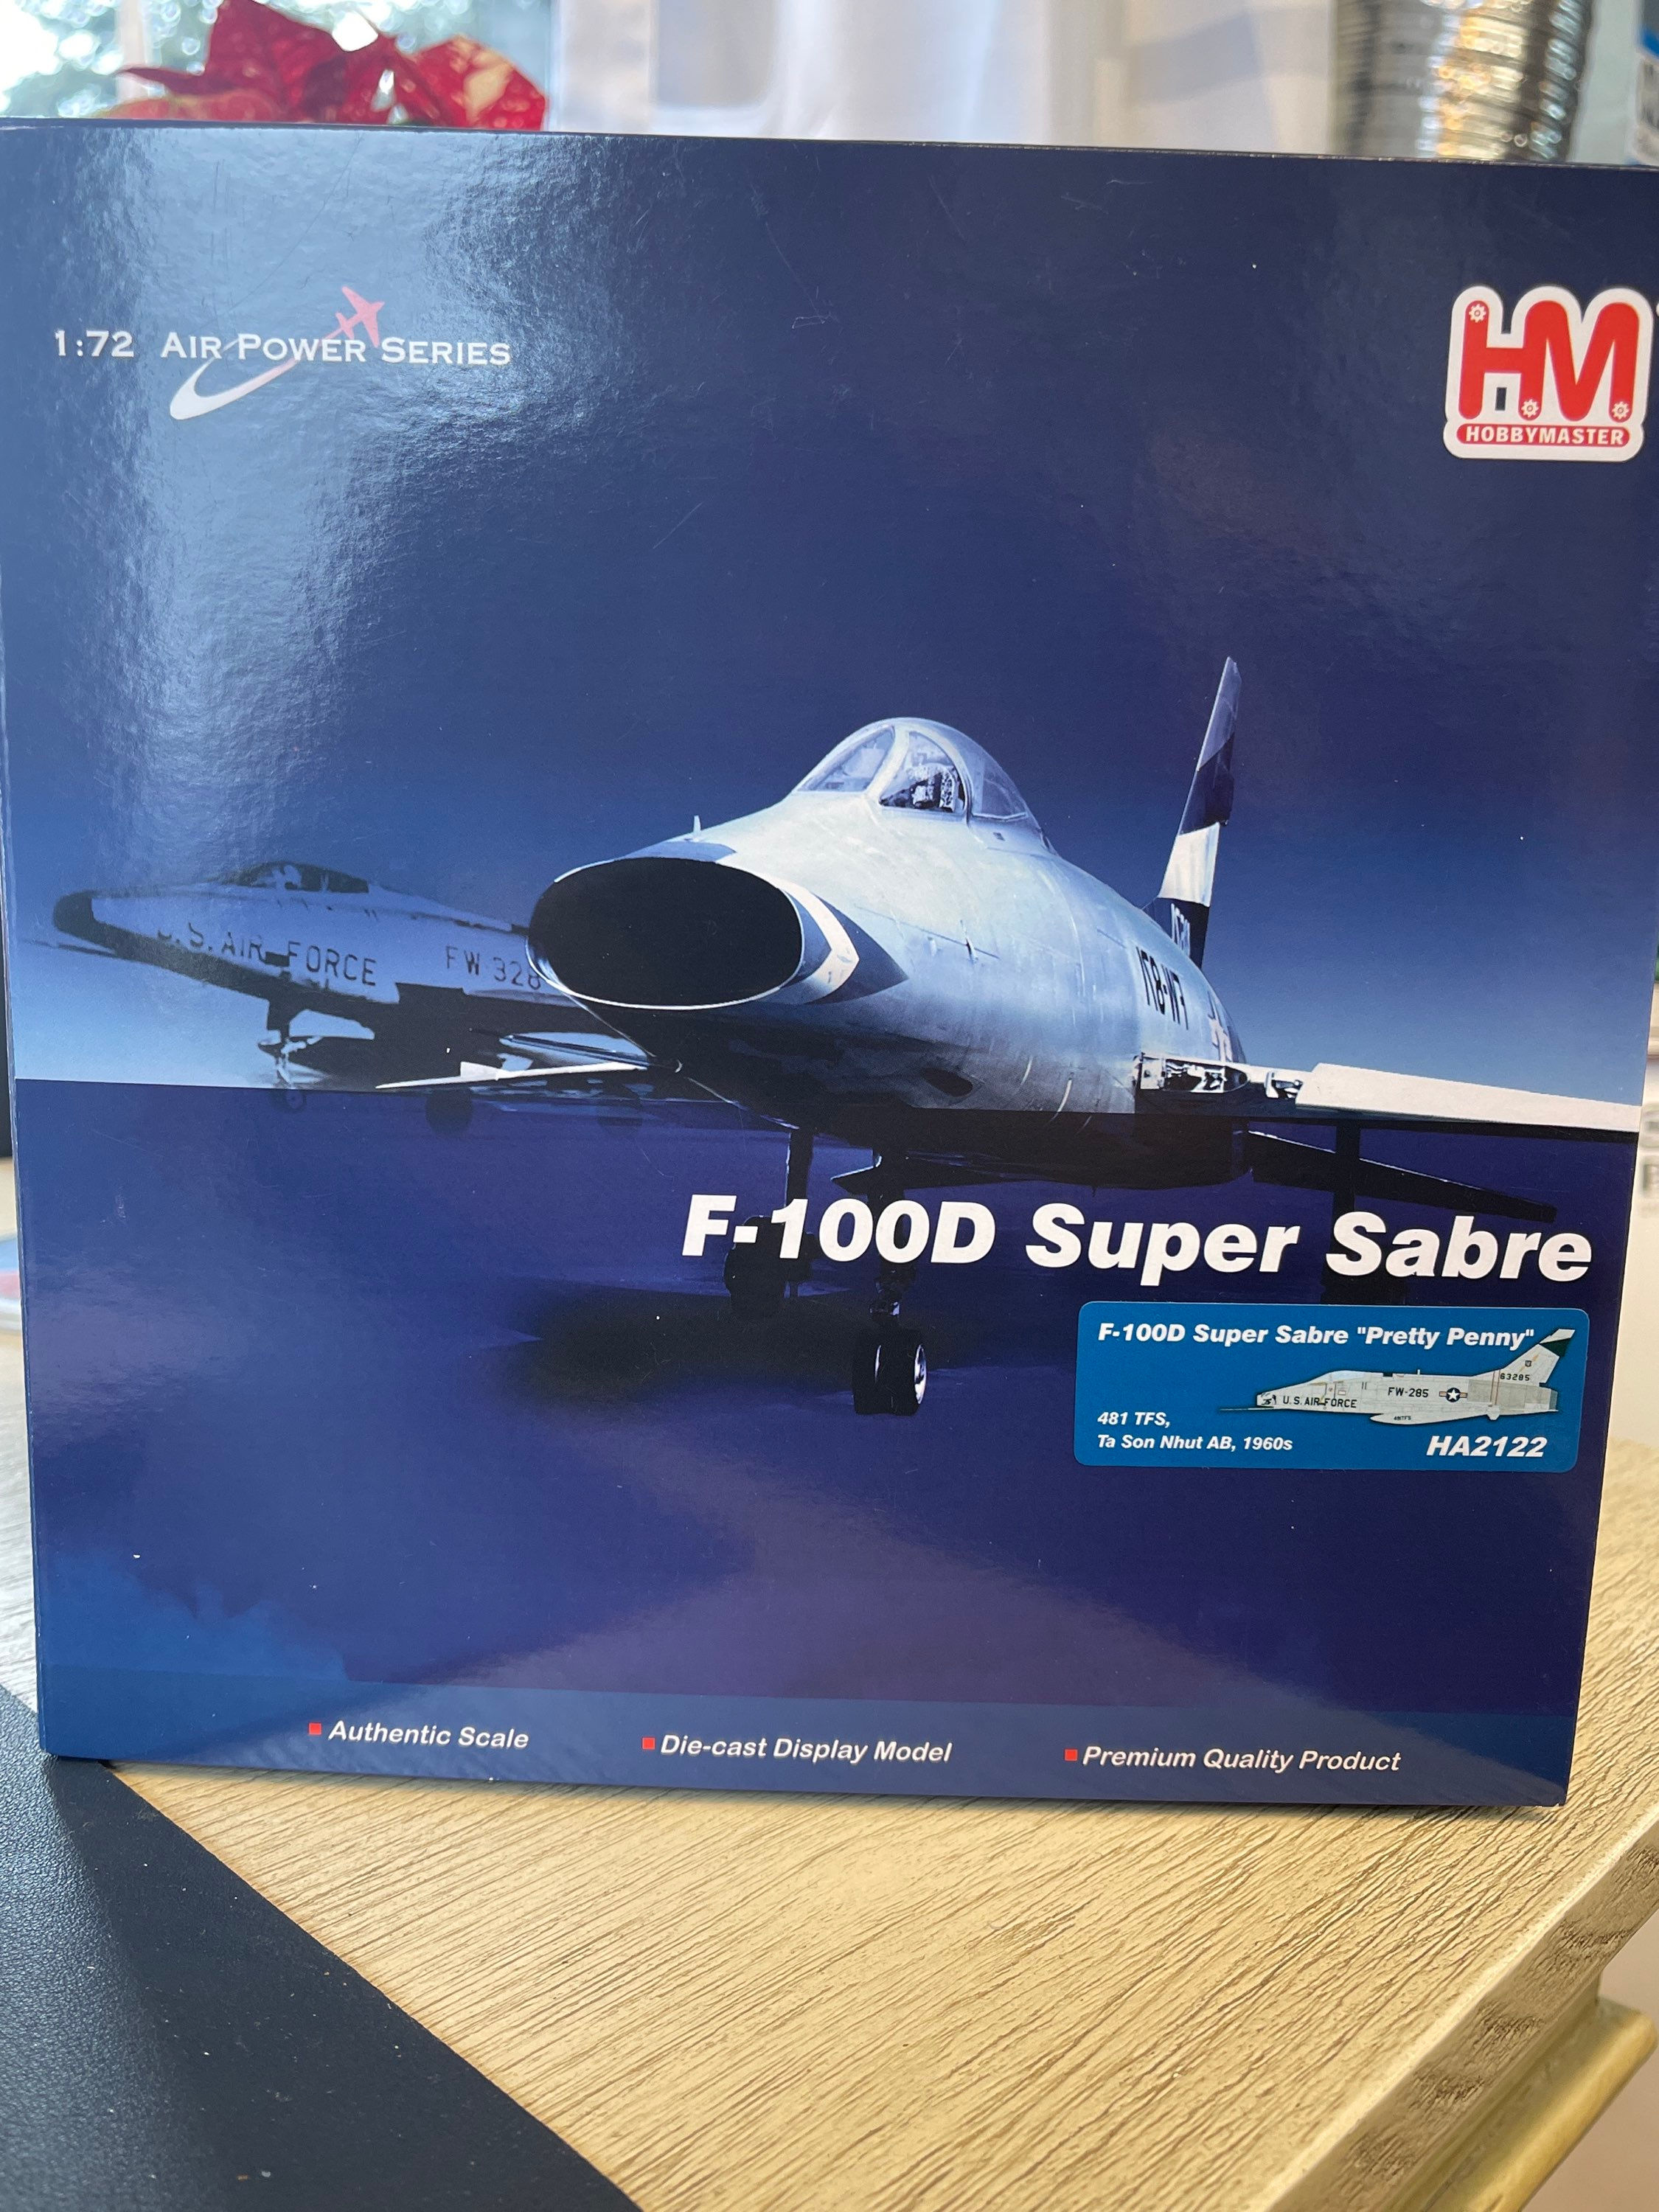 1:72 AIR POWER SERIES
HM
HOBBYMASTER
U.S. AIR FORCE FW 328
F-100D Super Sabre
F-100D Super Sabre "Pretty Penny"
63285
FW-285
U.S. AIR FORCE
481 TFS,
Ta Son Nhut AB, 1960s
HA2122
Authentic Scale
Die-cast Display Model
Premium Quality Product